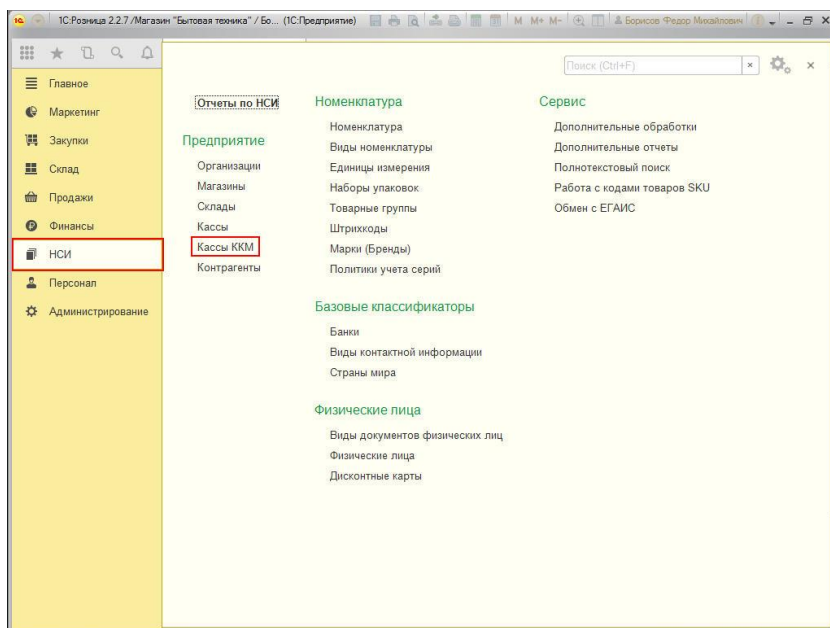 1С:Розница 2.2.7 /Магазин "Бытовая техника" / Бо... (1С:Предприятие)
M M+ M-
Борисов Федор Михайлович
Поиск (Ctrl+F)
Главное
Маркетинг
Закупки
Склад
Продажи
Финансы
НСИ
Персонал
Администрирование
Отчеты по НСИ
Предприятие
Организации
Магазины
Склады
Кассы
Кассы ККМ
Контрагенты
Номенклатура
Номенклатура
Виды номенклатуры
Единицы измерения
Наборы упаковок
Товарные группы
Штрихкоды
Марки (Бренды)
Политики учета серий
Базовые классификаторы
Банки
Виды контактной информации
Страны мира
Физические лица
Виды документов физических лиц
Физические лица
Дисконтные карты
Сервис
Дополнительные обработки
Дополнительные отчеты
Полнотекстовый поиск
Работа с кодами товаров SKU
Обмен с ЕГАИС